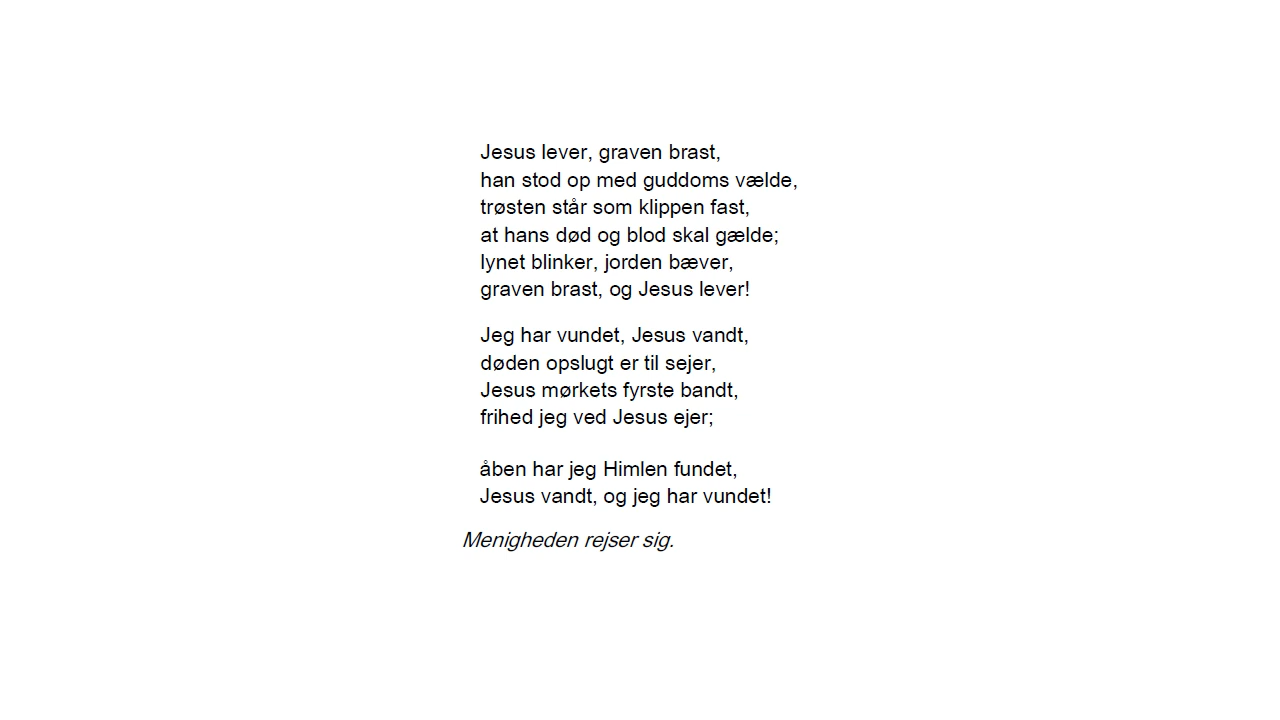 Jesus lever, graven brast,
han stod op med guddoms vælde,
trøsten står som klippen fast,
at hans død og blod skal gælde;
lynet blinker, jorden bæver,
graven brast, og Jesus lever!
Jeg har vundet, Jesus vandt,
døden opslugt er til sejer,
Jesus mørkets fyrste bandt,
frihed jeg ved Jesus ejer;
åben har jeg Himlen fundet,
Jesus vandt, og jeg har vundet!
Menigheden rejser sig.